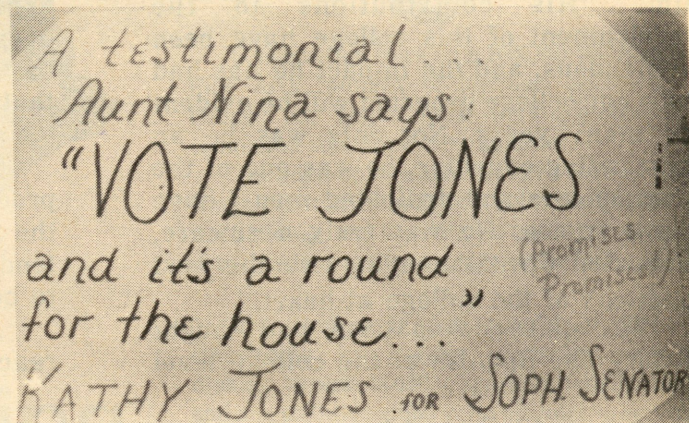 A testimonial...
Aunt Nina says:
"VOTE JONES
and it's a round
for the house..."
(Promises
Promises!)
KATHY JONES FOR SOPH. SENATOR